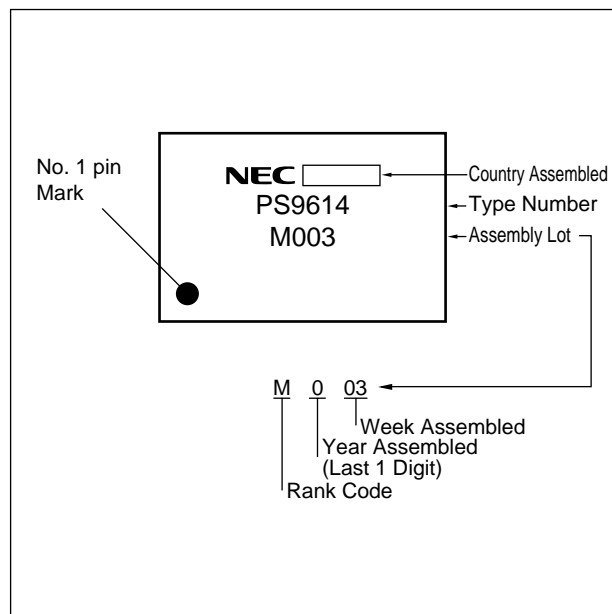 No. 1 pin
Mark
NEC
PS9614
M003
Country Assembled
Type Number
Assembly Lot
M 0 03
Week Assembled
Year Assembled
(Last 1 Digit)
Rank Code